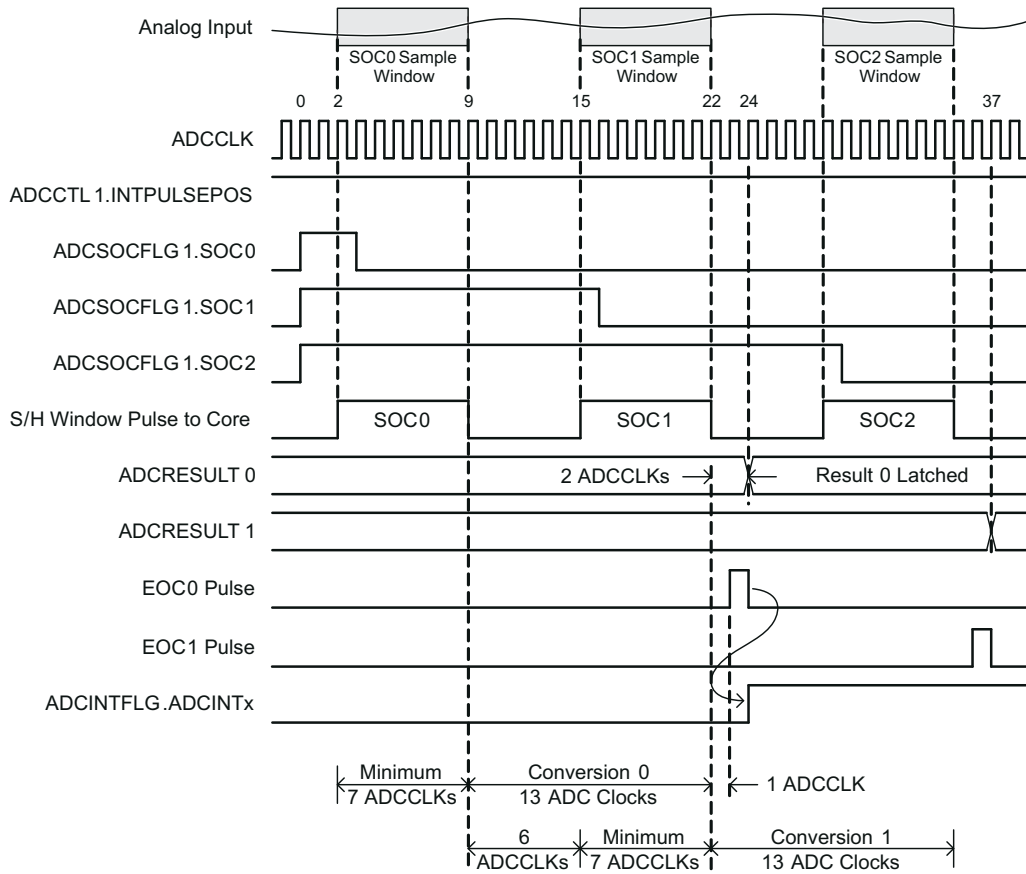 Analog Input
SOC0 Sample
Window
SOC1 Sample
Window
SOC2 Sample
Window
0 2 9 15 22 24 37
ADCCLK
ADCCTL 1.INTPULSEPOS
ADCSOCFLG 1.SOC0
ADCSOCFLG 1.SOC1
ADCSOCFLG 1.SOC2
S/H Window Pulse to Core SOC0 SOC1 SOC2
ADCRESULT 0 2 ADCCLKs Result 0 Latched
ADCRESULT 1
EOC0 Pulse
EOC1 Pulse
ADCINTFLG.ADCINTx
Minimum
7 ADCCLKs
Conversion 0
13 ADC Clocks
1 ADCCLK
6
ADCCLKs
Minimum
7 ADCCLKs
Conversion 1
13 ADC Clocks